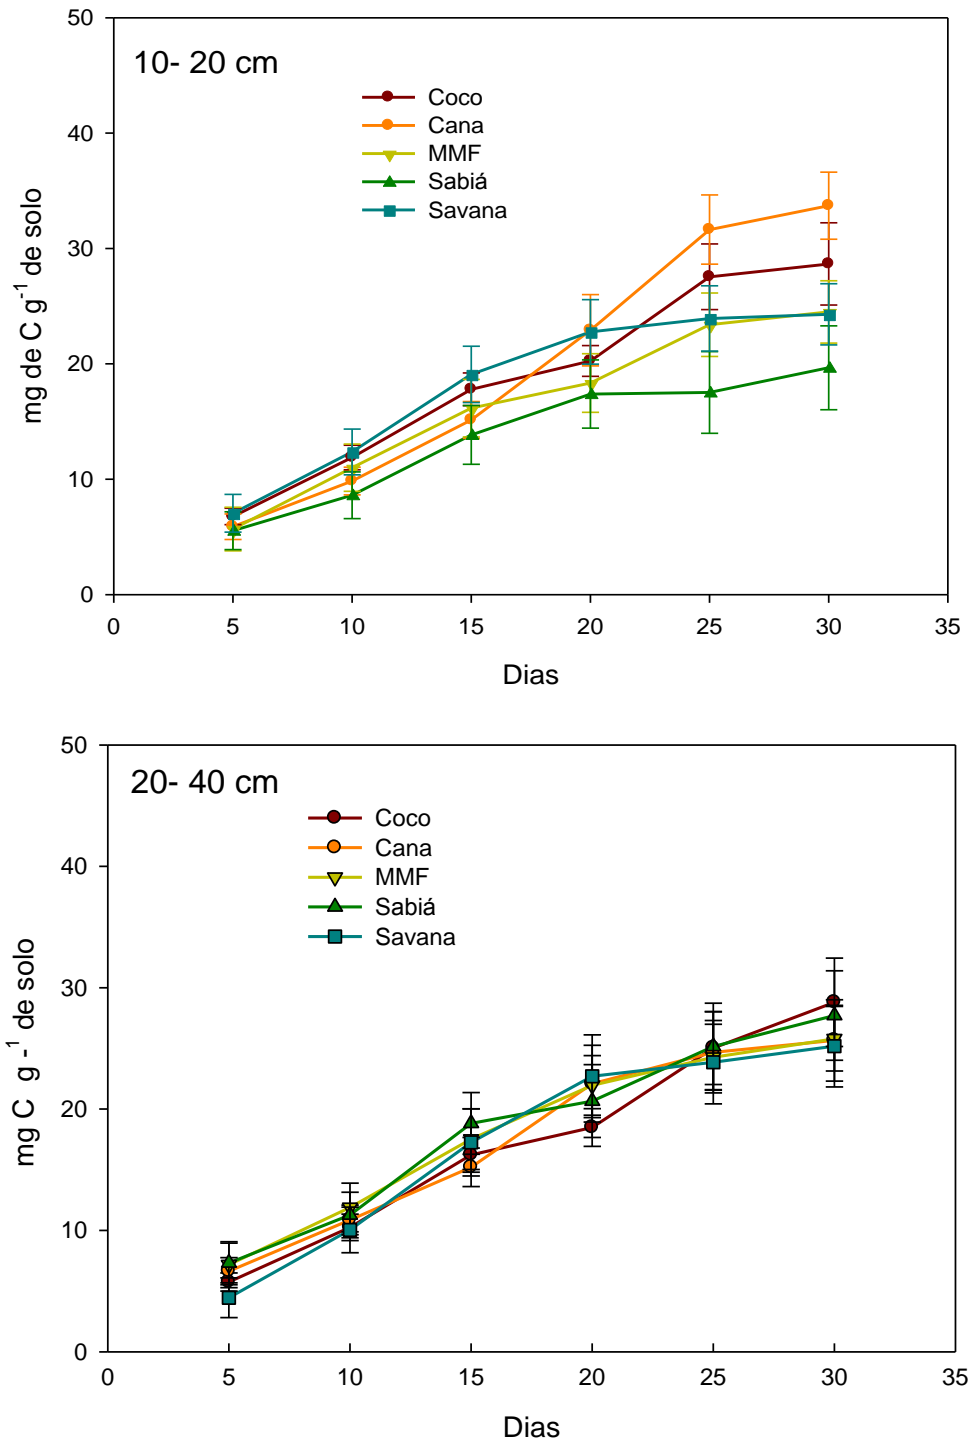 50
10- 20 cm
Coco
40
Cana
MMF
Sabiá
Savana
30
mg de C g-1 de solo
20
10
0
0 5 10 15 20 25 30 35
Dias
50
20- 40 cm
Coco
Cana
40
MMF
Sabiá
Savana
30
mg C g -1 de solo
20
10
0
0 5 10 15 20 25 30 35
Dias